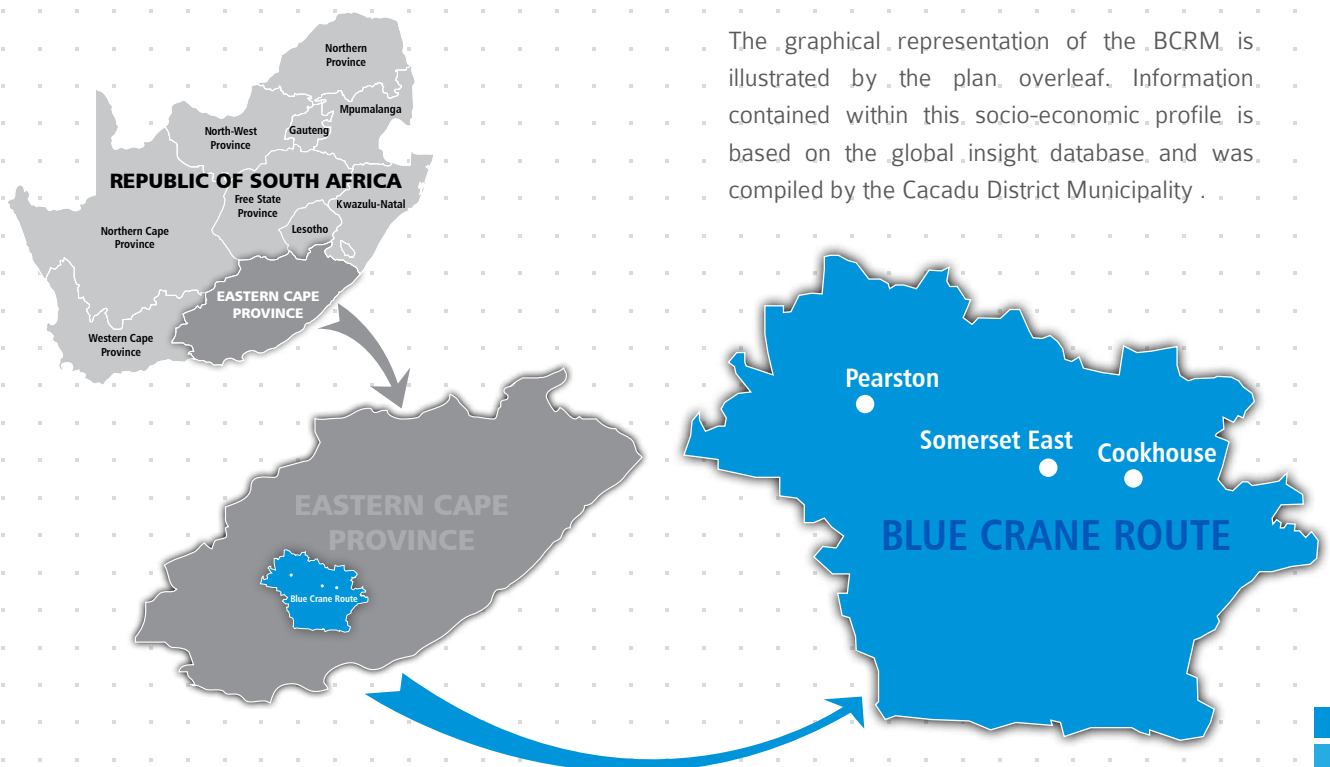 Northern
Province
Mpumalanga
North-West
Province
Gauteng
REPUBLIC OF SOUTH AFRICA
Free State
Province
Kwazulu-Natal
Northern Cape
Province
Lesotho
EASTERN CAPE
PROVINCE
Western Cape
Province
The graphical representation of the BCRM is
illustrated by the plan overleaf. Information
contained within this socio-economic profile is
based on the global insight database and was
compiled by the Cacadu District Municipality .
EASTERN CAPE
PROVINCE
Blue Crane Route
Pearston
Somerset East
Cookhouse
BLUE CRANE ROUTE